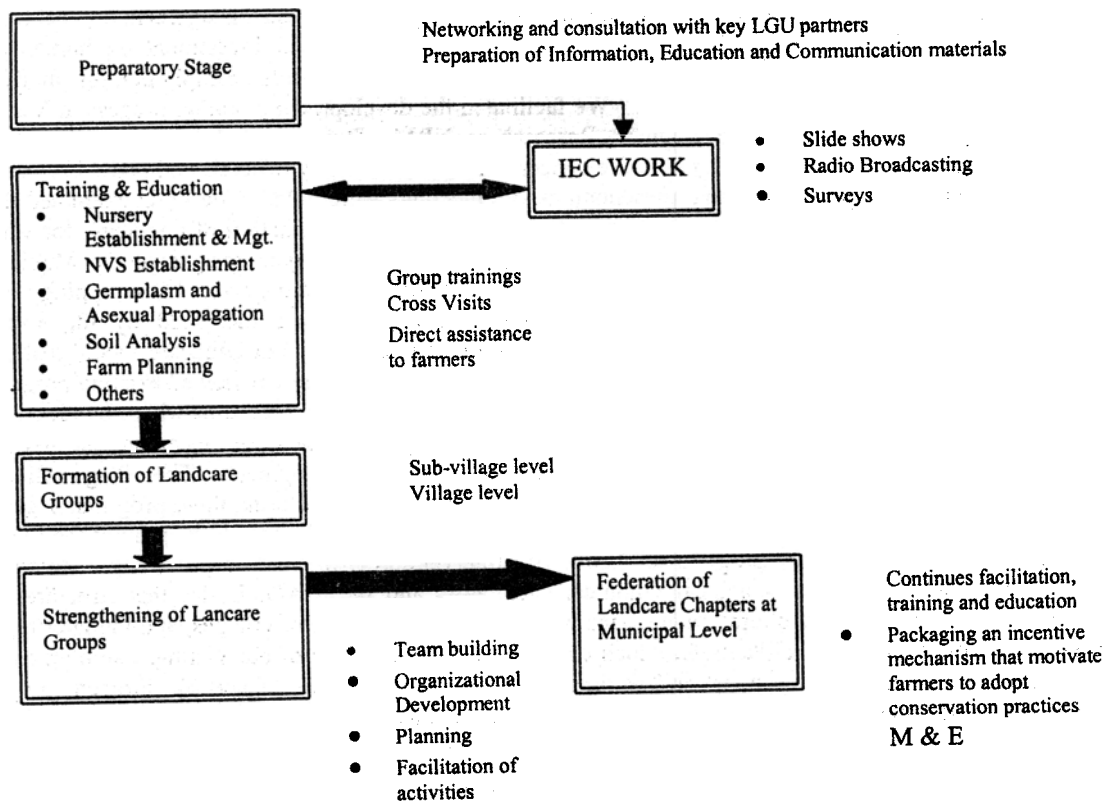 Networking and consultation with key LGU partners
Preparation of Information, Education and Communication materials
Preparatory Stage
IEC WORK
• Slide shows
• Radio Broadcasting
• Surveys
Training & Education
• Nursery
Establishment & Mgt.
• NVS Establishment
• Germplasm and
Asexual Propagation
• Soil Analysis
• Farm Planning
• Others
Group trainings
Cross Visits
Direct assistance
to farmers
Formation of Landcare
Groups
Sub-village level
Village level
Strengthening of Lancare
Groups
• Team building
• Organizational
Development
• Planning
• Facilitation of
activities
Federation of
Landcare Chapters at
Municipal Level
Continues facilitation,
training and education
• Packaging an incentive
mechanism that motivate
farmers to adopt
conservation practices
M & E